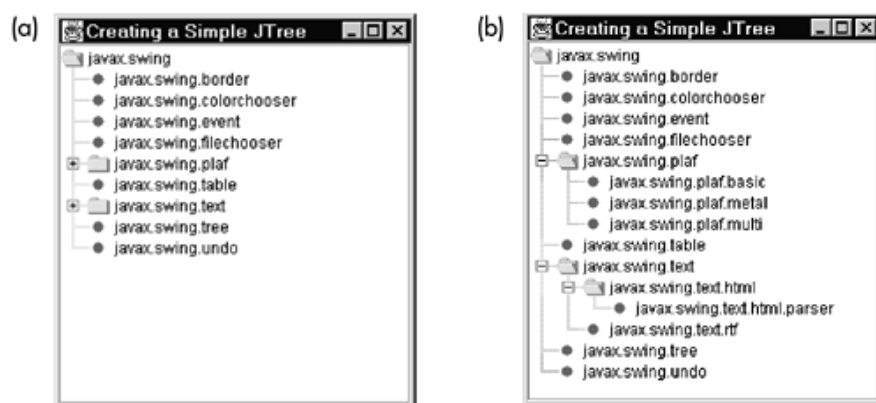 (a)
Creating a Simple JTree
javax.swing
javax.swing.border
javax.swing.colorchooser
javax.swing.event
javax.swing.filechooser
javax.swing.plaf
javax.swing.table
javax.swing.text
javax.swing.tree
javax.swing.undo
(b)
Creating a Simple JTree
javax.swing
javax.swing.border
javax.swing.colorchooser
javax.swing.event
javax.swing.filechooser
javax.swing.plaf
javax.swing.plaf.basic
javax.swing.plaf.metal
javax.swing.plaf.multi
javax.swing.table
javax.swing.text
javax.swing.text.html
javax.swing.text.html.parser
javax.swing.text.rtf
javax.swing.tree
javax.swing.undo